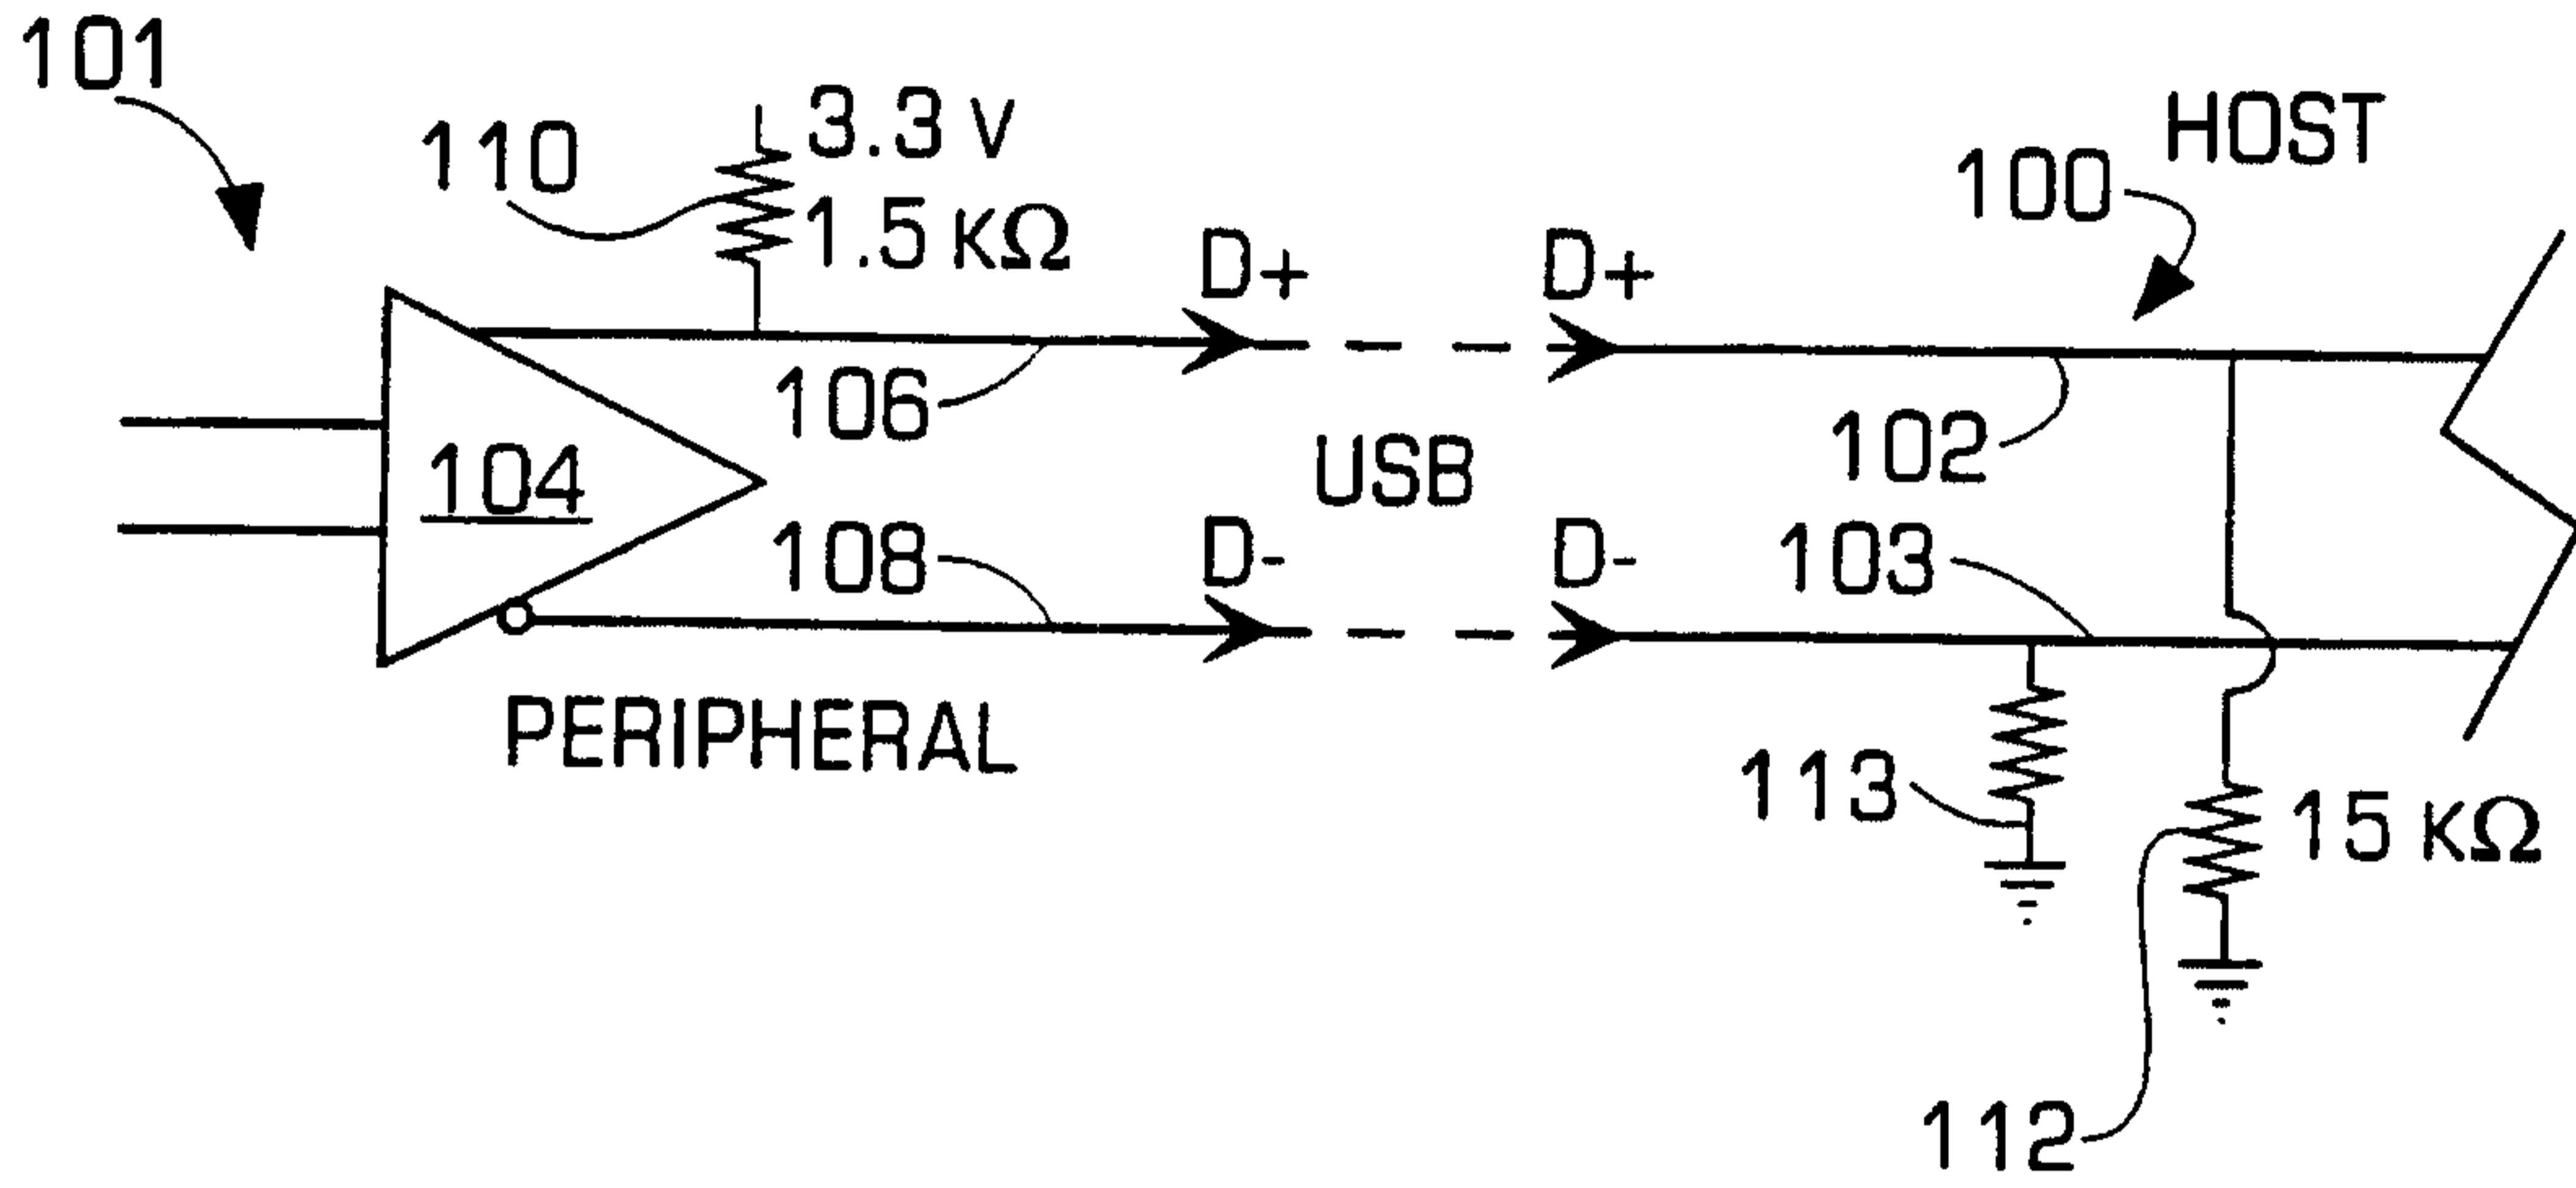 101
110
3.3 V
1.5 KΩ
HOST
100
D+
D+
106
102
104
USB
108
D-
D-
103
PERIPHERAL
113
15 KΩ
112